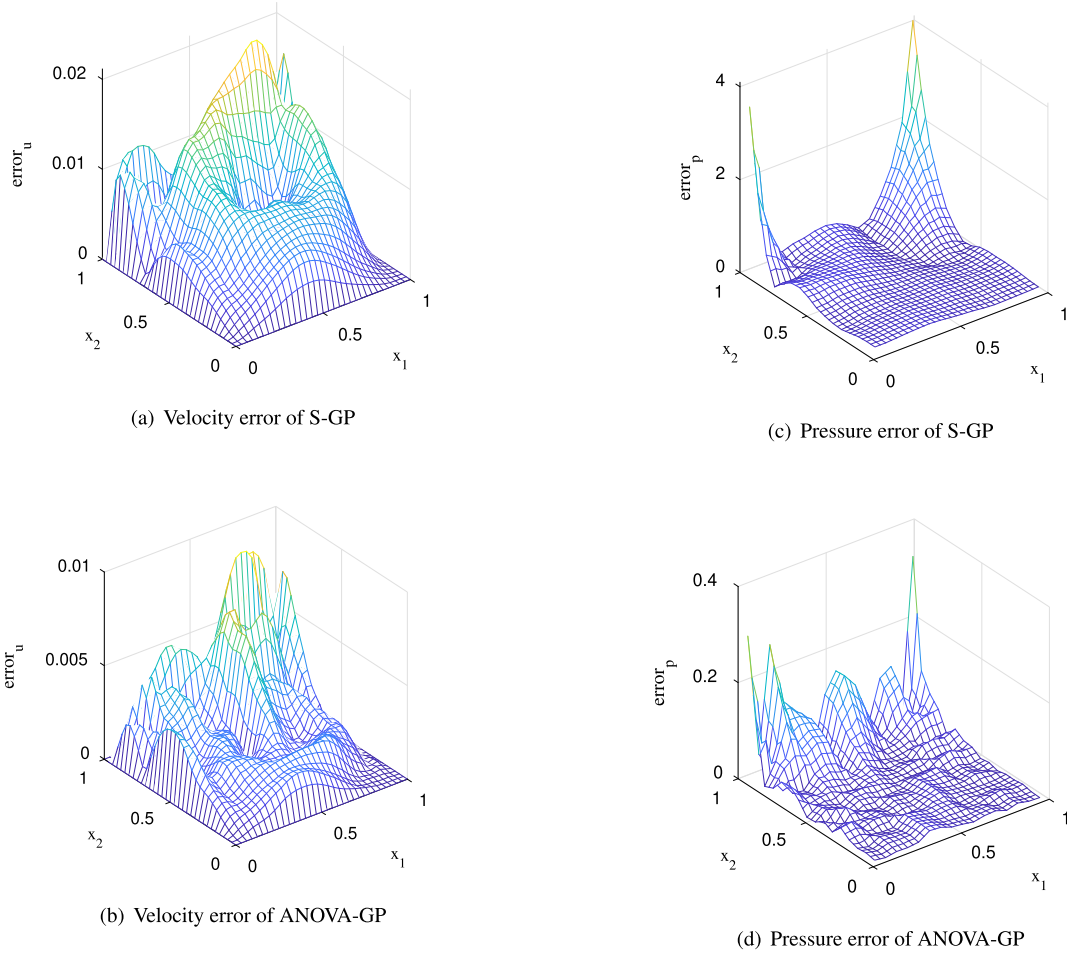 0.02
0.01
0
error_u
1
0.5
0
x_2
0
0.5
1
x_1
(a) Velocity error of S-GP
4
2
0
error_p
1
0.5
0
x_2
0
0.5
1
x_1
(c) Pressure error of S-GP
0.01
0.005
0
error_u
1
0.5
0
x_2
0
0.5
1
x_1
(b) Velocity error of ANOVA-GP
0.4
0.2
0
error_p
1
0.5
0
x_2
0
0.5
1
x_1
(d) Pressure error of ANOVA-GP